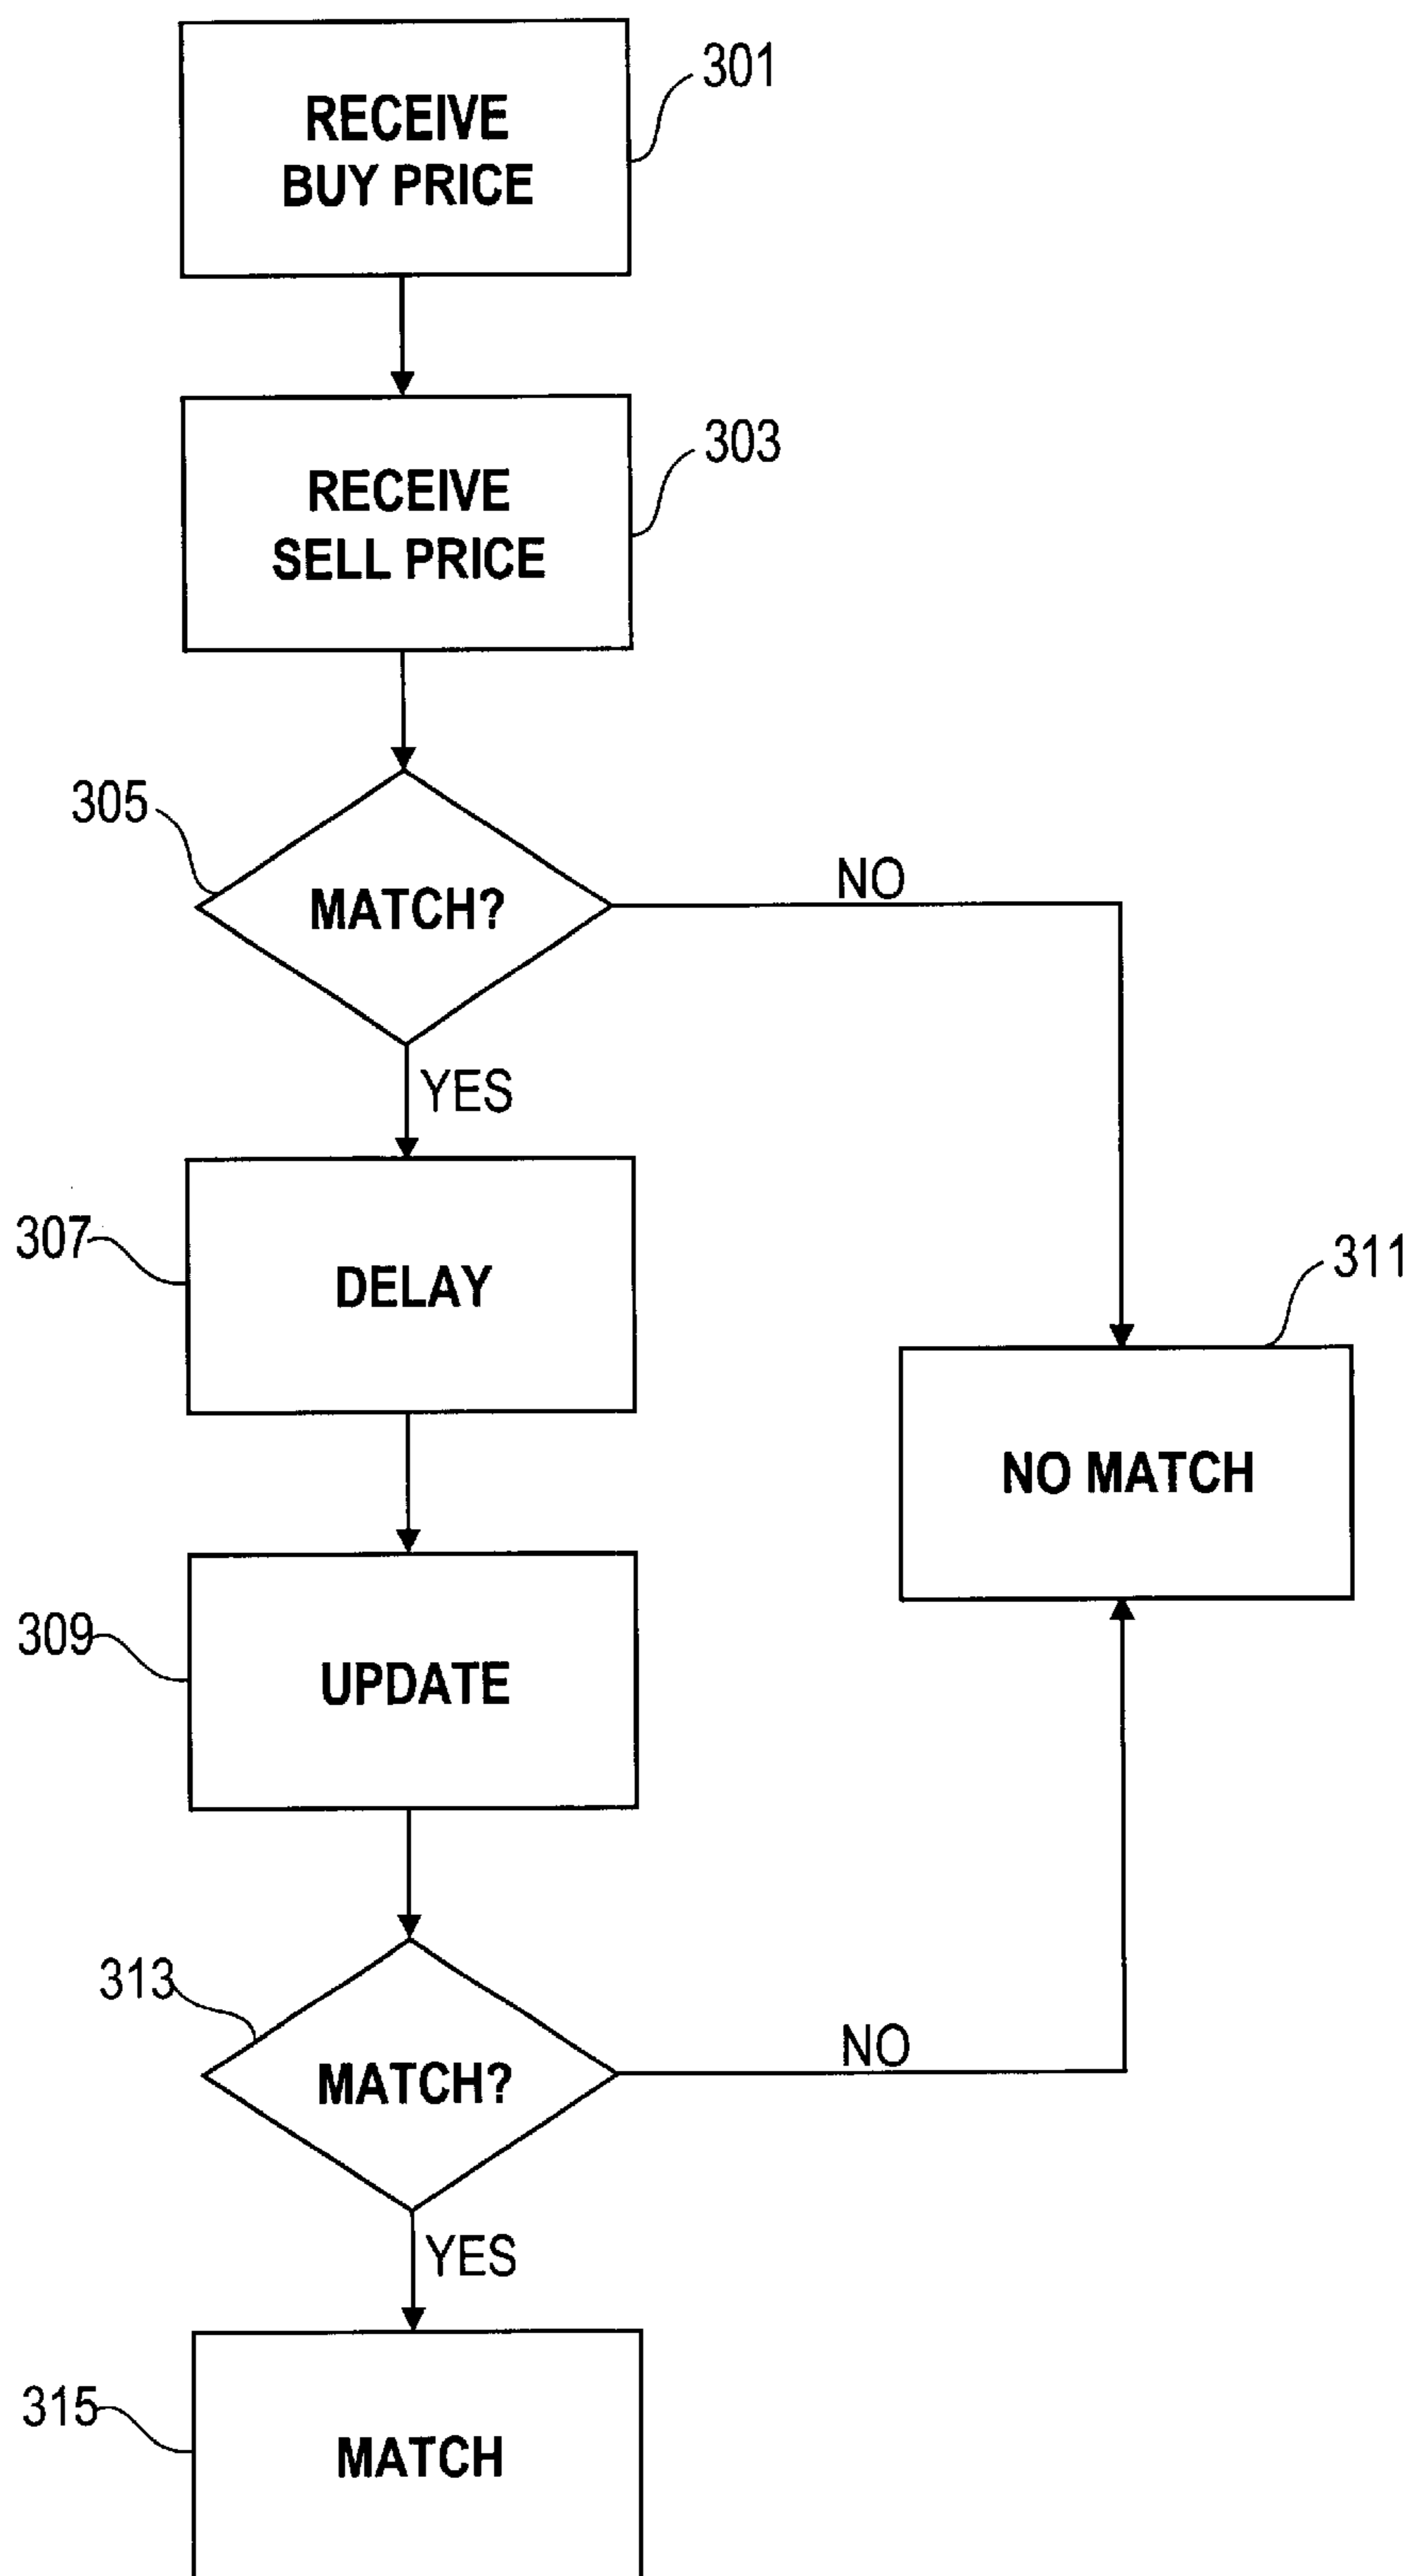 RECEIVE
BUY PRICE
301
RECEIVE
SELL PRICE
303
305
MATCH?
NO
YES
307
DELAY
311
NO MATCH
309
UPDATE
313
MATCH?
NO
YES
315
MATCH